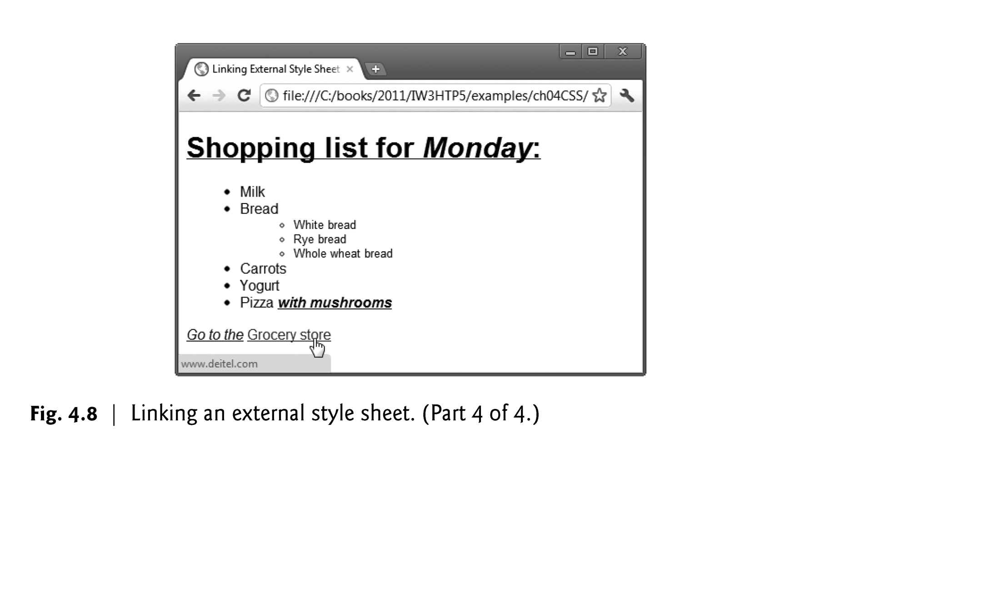 Linking External Style Sheet
file:///C:/books/2011/IW3HTP5/examples/ch04CSS/
Shopping list for Monday:
• Milk
• Bread
◦ White bread
◦ Rye bread
◦ Whole wheat bread
• Carrots
• Yogurt
• Pizza with mushrooms
Go to the Grocery store
www.deitel.com
Fig. 4.8 | Linking an external style sheet. (Part 4 of 4.)